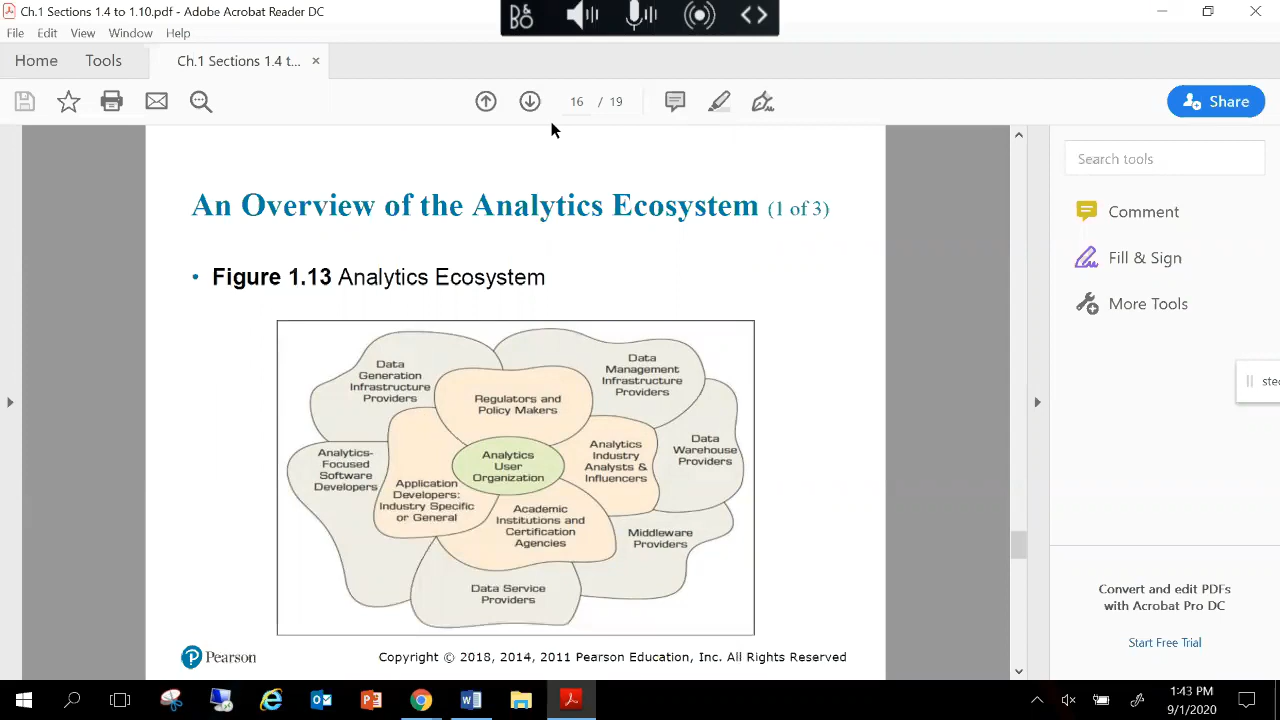 Ch.1 Sections 1.4 to 1.10.pdf - Adobe Acrobat Reader DC
File Edit View Window Help
Home Tools Ch.1 Sections 1.4 t... ×
16 / 19
Share
Search tools
Comment
Fill & Sign
More Tools
An Overview of the Analytics Ecosystem (1 of 3)
• Figure 1.13 Analytics Ecosystem
Data
Generation
Infrastructure
Providers
Data
Management
Infrastructure
Providers
Regulators and
Policy Makers
Analytics-
Focused
Software
Developers
Analytics
User
Organization
Analytics
Industry
Analysts &
Influencers
Data
Warehouse
Providers
Application
Developers:
Industry Specific
or General
Academic
Institutions and
Certification
Agencies
Middleware
Providers
Data Service
Providers
Pearson
Copyright © 2018, 2014, 2011 Pearson Education, Inc. All Rights Reserved
Convert and edit PDFs
with Acrobat Pro DC
Start Free Trial
1:43 PM
9/1/2020